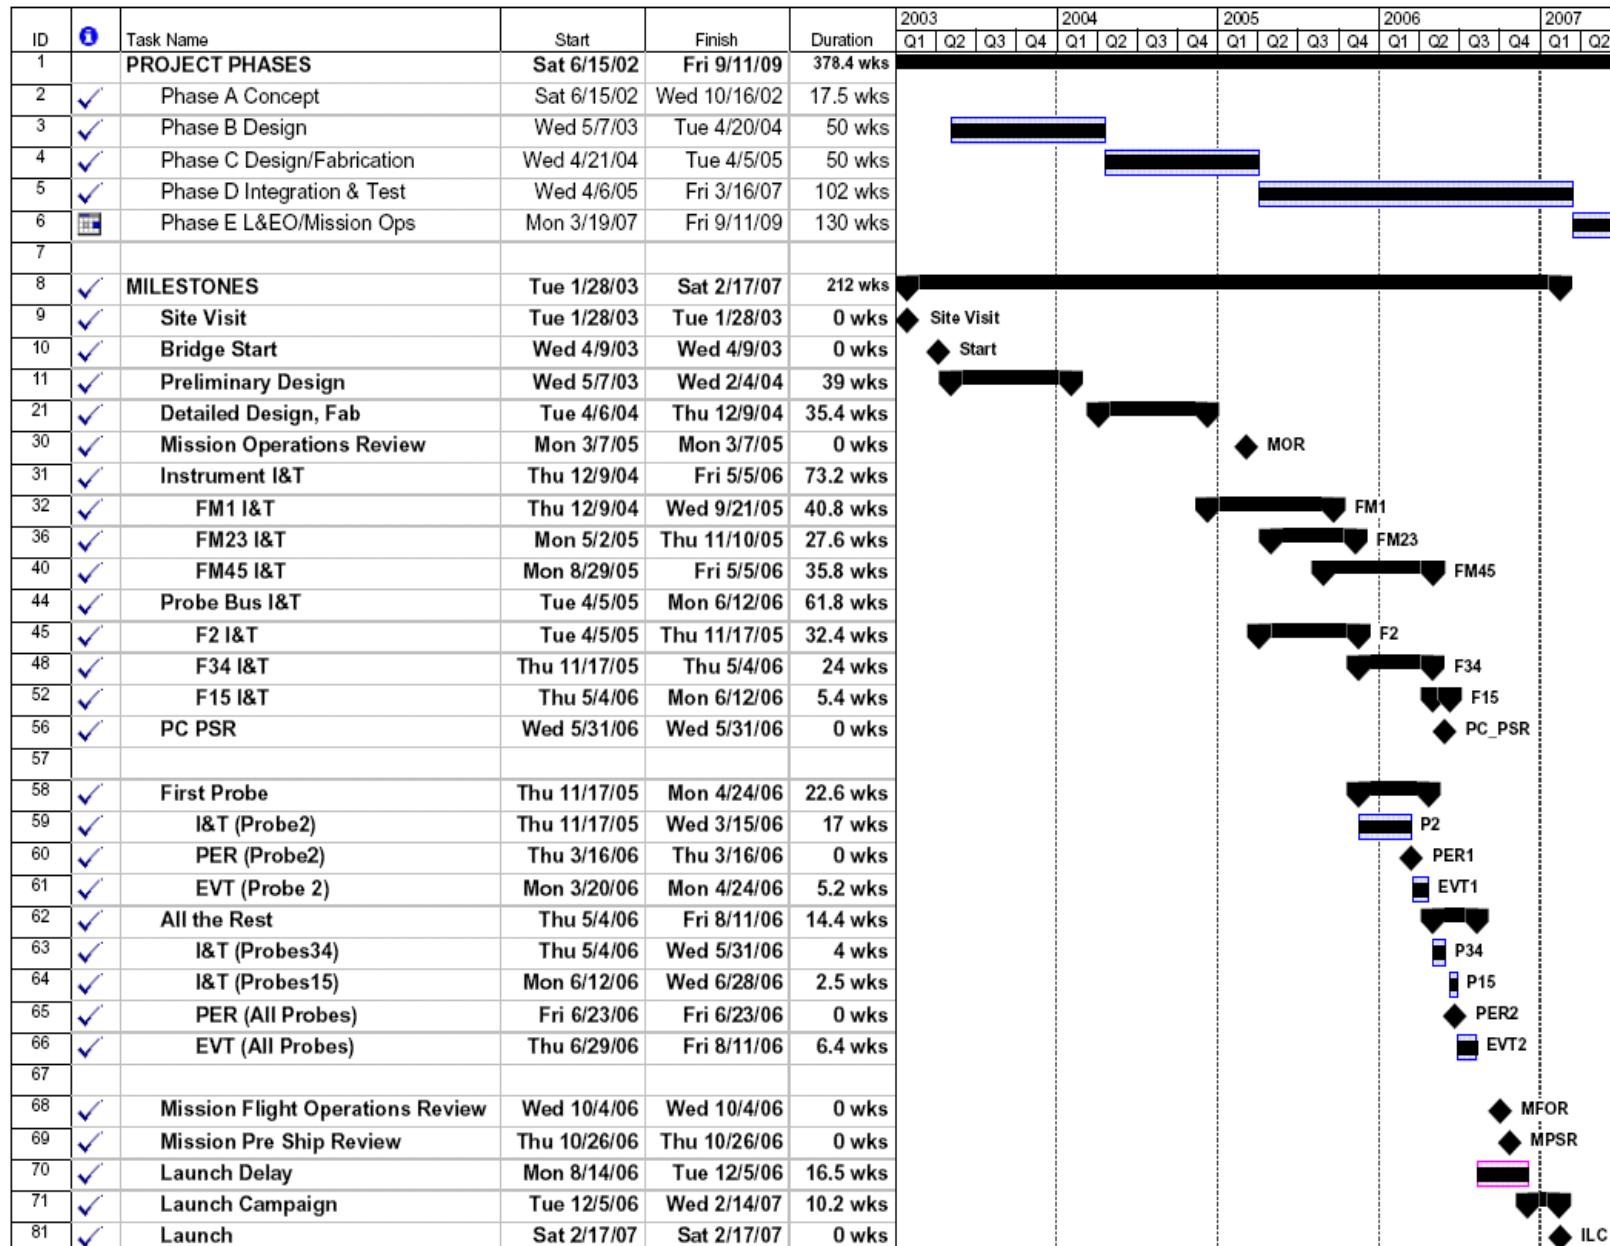 2003 2004 2005 2006 2007
ID Task Name Start Finish Duration Q1 Q2 Q3 Q4 Q1 Q2 Q3 Q4 Q1 Q2 Q3 Q4 Q1 Q2 Q3 Q4 Q1 Q2
1 PROJECT PHASES Sat 6/15/02 Fri 9/11/09 378.4 wks
2 Phase A Concept Sat 6/15/02 Wed 10/16/02 17.5 wks
3 Phase B Design Wed 5/7/03 Tue 4/20/04 50 wks
4 Phase C Design/Fabrication Wed 4/21/04 Tue 4/5/05 50 wks
5 Phase D Integration & Test Wed 4/6/05 Fri 3/16/07 102 wks
6 Phase E L&EO/Mission Ops Mon 3/19/07 Fri 9/11/09 130 wks
7
8 MILESTONES Tue 1/28/03 Sat 2/17/07 212 wks
9 Site Visit Tue 1/28/03 Tue 1/28/03 0 wks Site Visit
10 Bridge Start Wed 4/9/03 Wed 4/9/03 0 wks Start
11 Preliminary Design Wed 5/7/03 Wed 2/4/04 39 wks
21 Detailed Design, Fab Tue 4/6/04 Thu 12/9/04 35.4 wks
30 Mission Operations Review Mon 3/7/05 Mon 3/7/05 0 wks MOR
31 Instrument I&T Thu 12/9/04 Fri 5/5/06 73.2 wks
32 FM1 I&T Thu 12/9/04 Wed 9/21/05 40.8 wks FM1
36 FM23 I&T Mon 5/2/05 Thu 11/10/05 27.6 wks FM23
40 FM45 I&T Mon 8/29/05 Fri 5/5/06 35.8 wks FM45
44 Probe Bus I&T Tue 4/5/05 Mon 6/12/06 61.8 wks
45 F2 I&T Tue 4/5/05 Thu 11/17/05 32.4 wks F2
48 F34 I&T Thu 11/17/05 Thu 5/4/06 24 wks F34
52 F15 I&T Thu 5/4/06 Mon 6/12/06 5.4 wks F15
56 PC PSR Wed 5/31/06 Wed 5/31/06 0 wks PC_PSR
57
58 First Probe Thu 11/17/05 Mon 4/24/06 22.6 wks
59 I&T (Probe2) Thu 11/17/05 Wed 3/15/06 17 wks P2
60 PER (Probe2) Thu 3/16/06 Thu 3/16/06 0 wks PER1
61 EVT (Probe 2) Mon 3/20/06 Mon 4/24/06 5.2 wks EVT1
62 All the Rest Thu 5/4/06 Fri 8/11/06 14.4 wks
63 I&T (Probes34) Thu 5/4/06 Wed 5/31/06 4 wks P34
64 I&T (Probes15) Mon 6/12/06 Wed 6/28/06 2.5 wks P15
65 PER (All Probes) Fri 6/23/06 Fri 6/23/06 0 wks PER2
66 EVT (All Probes) Thu 6/29/06 Fri 8/11/06 6.4 wks EVT2
67
68 Mission Flight Operations Review Wed 10/4/06 Wed 10/4/06 0 wks MFOR
69 Mission Pre Ship Review Thu 10/26/06 Thu 10/26/06 0 wks MPSR
70 Launch Delay Mon 8/14/06 Tue 12/5/06 16.5 wks
71 Launch Campaign Tue 12/5/06 Wed 2/14/07 10.2 wks
81 Launch Sat 2/17/07 Sat 2/17/07 0 wks ILC